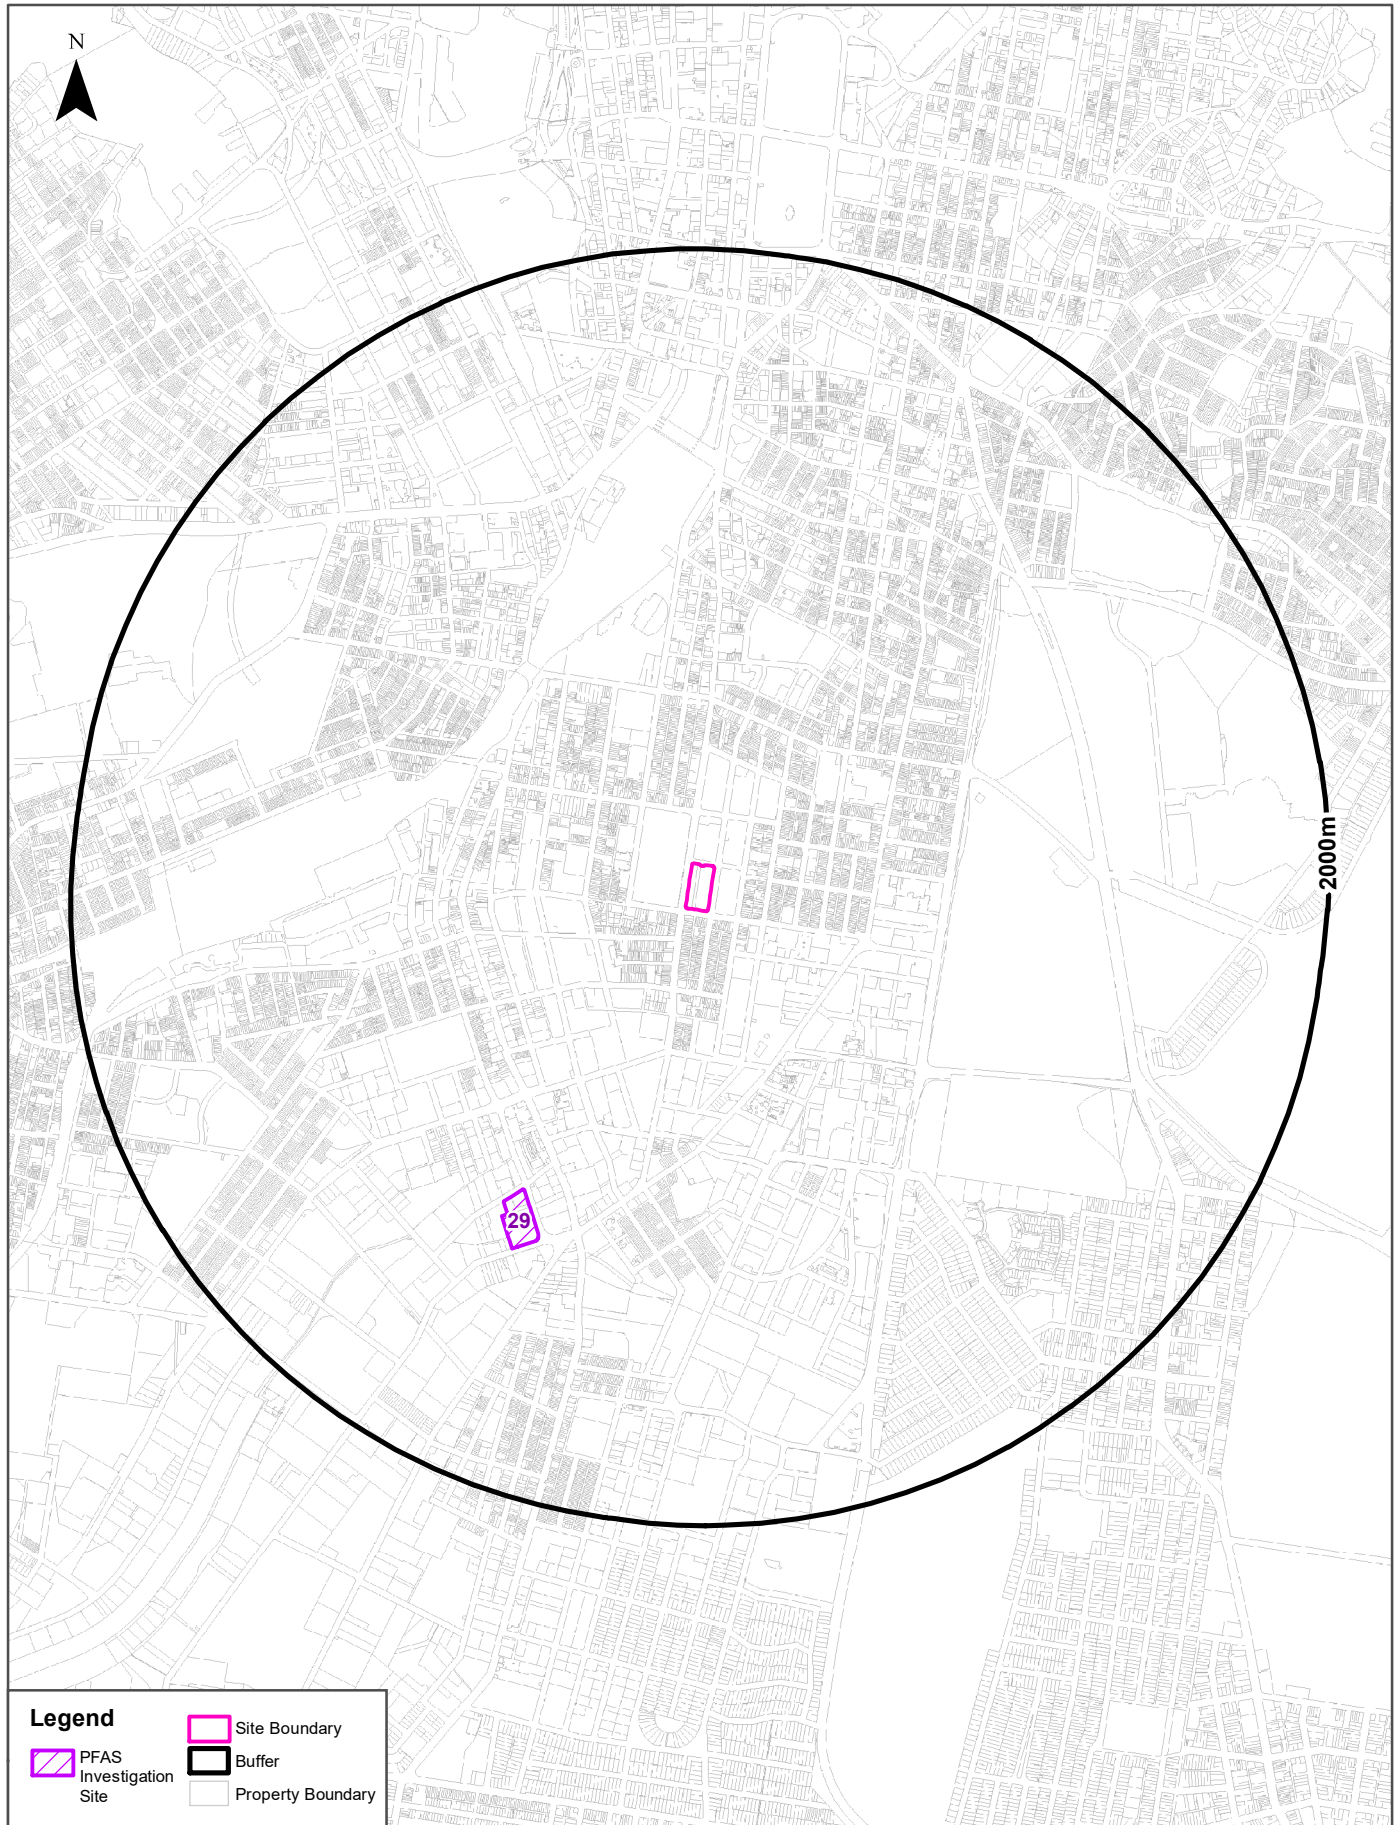 N
2000m
29
Legend
PFAS
Investigation
Site
Site Boundary
Buffer
Property Boundary